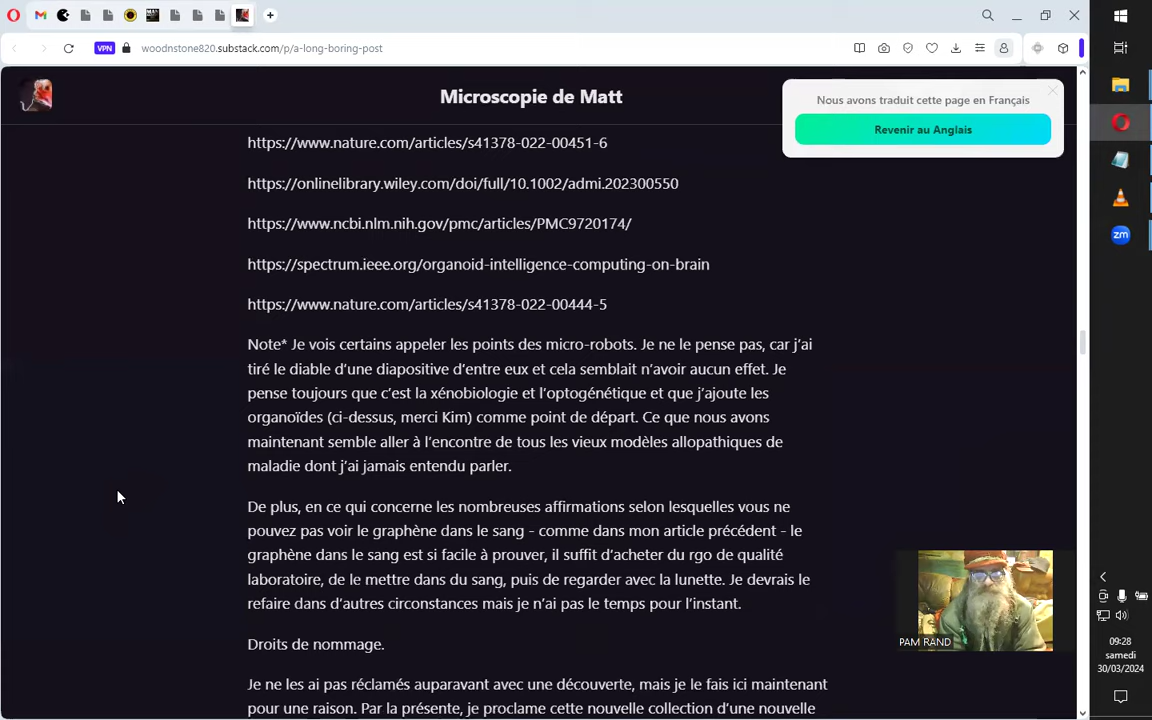 VPN
woodnstone820.substack.com/p/a-long-boring-post
Microscopie de Matt
Nous avons traduit cette page en Français
Revenir au Anglais
https://www.nature.com/articles/s41378-022-00451-6
https://onlinelibrary.wiley.com/doi/full/10.1002/admi.202300550
https://www.ncbi.nlm.nih.gov/pmc/articles/PMC9720174/
https://spectrum.ieee.org/organoid-intelligence-computing-on-brain
https://www.nature.com/articles/s41378-022-00444-5
Note* Je vois certains appeler les points des micro-robots. Je ne le pense pas, car j’ai
tiré le diable d’une diapositive d’entre eux et cela semblait n’avoir aucun effet. Je
pense toujours que c’est la xénobiologie et l’optogénétique et que j’ajoute les
organoïdes (ci-dessus, merci Kim) comme point de départ. Ce que nous avons
maintenant semble aller à l’encontre de tous les vieux modèles allopathiques de
maladie dont j’ai jamais entendu parler.
De plus, en ce qui concerne les nombreuses affirmations selon lesquelles vous ne
pouvez pas voir le graphène dans le sang - comme dans mon article précédent - le
graphène dans le sang est si facile à prouver, il suffit d’acheter du rgo de qualité
laboratoire, de le mettre dans du sang, puis de regarder avec la lunette. Je devrais le
refaire dans d’autres circonstances mais je n’ai pas le temps pour l’instant.
Droits de nommage.
Je ne les ai pas réclamés auparavant avec une découverte, mais je le fais ici maintenant
pour une raison. Par la présente, je proclame cette nouvelle collection d’une nouvelle
PAM RAND
zm
09:28
samedi
30/03/2024